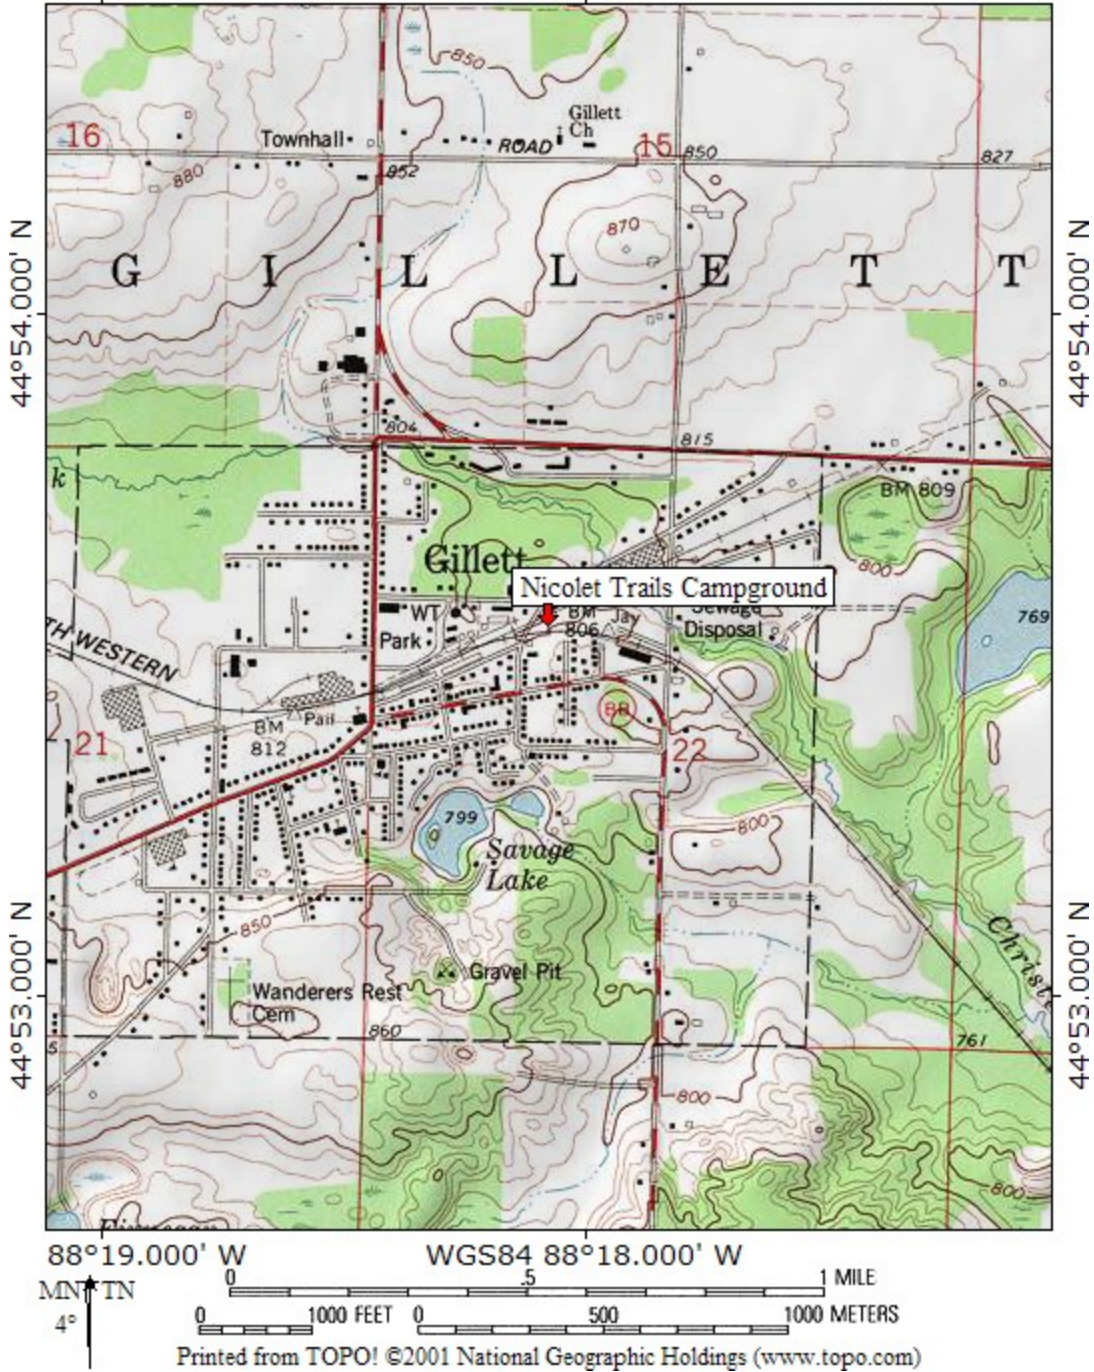 850
Gillett
Ch
16
Townhall
ROAD
15
850
827
852
880
870
44°54.000' N
44°54.000' N
G I L L E T T
804
815
k
BM 809
Gillett
800
Nicolet Trails Campground
WT
BM
806
Jay
Sewage
Disposal
769
Park
TH WESTERN
BB
BM
812
21
22
799
800
Savage
Lake
850
44°53.000' N
44°53.000' N
Gravel Pit
Wanderers Rest
Cem
860
761
800
800
88°19.000' W
WGS84 88°18.000' W
MN TN
4°
0 .5 1 MILE
0 1000 FEET 0 500 1000 METERS
Printed from TOPO! ©2001 National Geographic Holdings (www.topo.com)